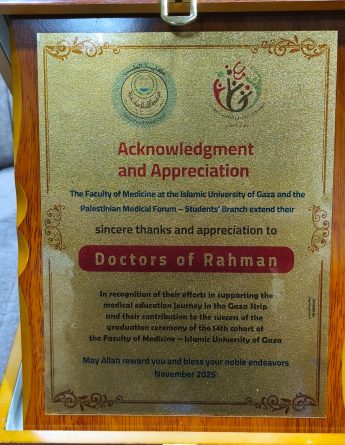 Acknowledgment
and Appreciation
The Faculty of Medicine at the Islamic University of Gaza and the
Palestinian Medical Forum – Students' Branch extend their
sincere thanks and appreciation to
Doctors of Rahman
In recognition of their efforts in supporting the
medical education journey in the Gaza Strip
and their contribution to the success of the
graduation ceremony of the 14th cohort of
the Faculty of Medicine – Islamic University of Gaza
May Allah reward you and bless your noble endeavors
November 2025